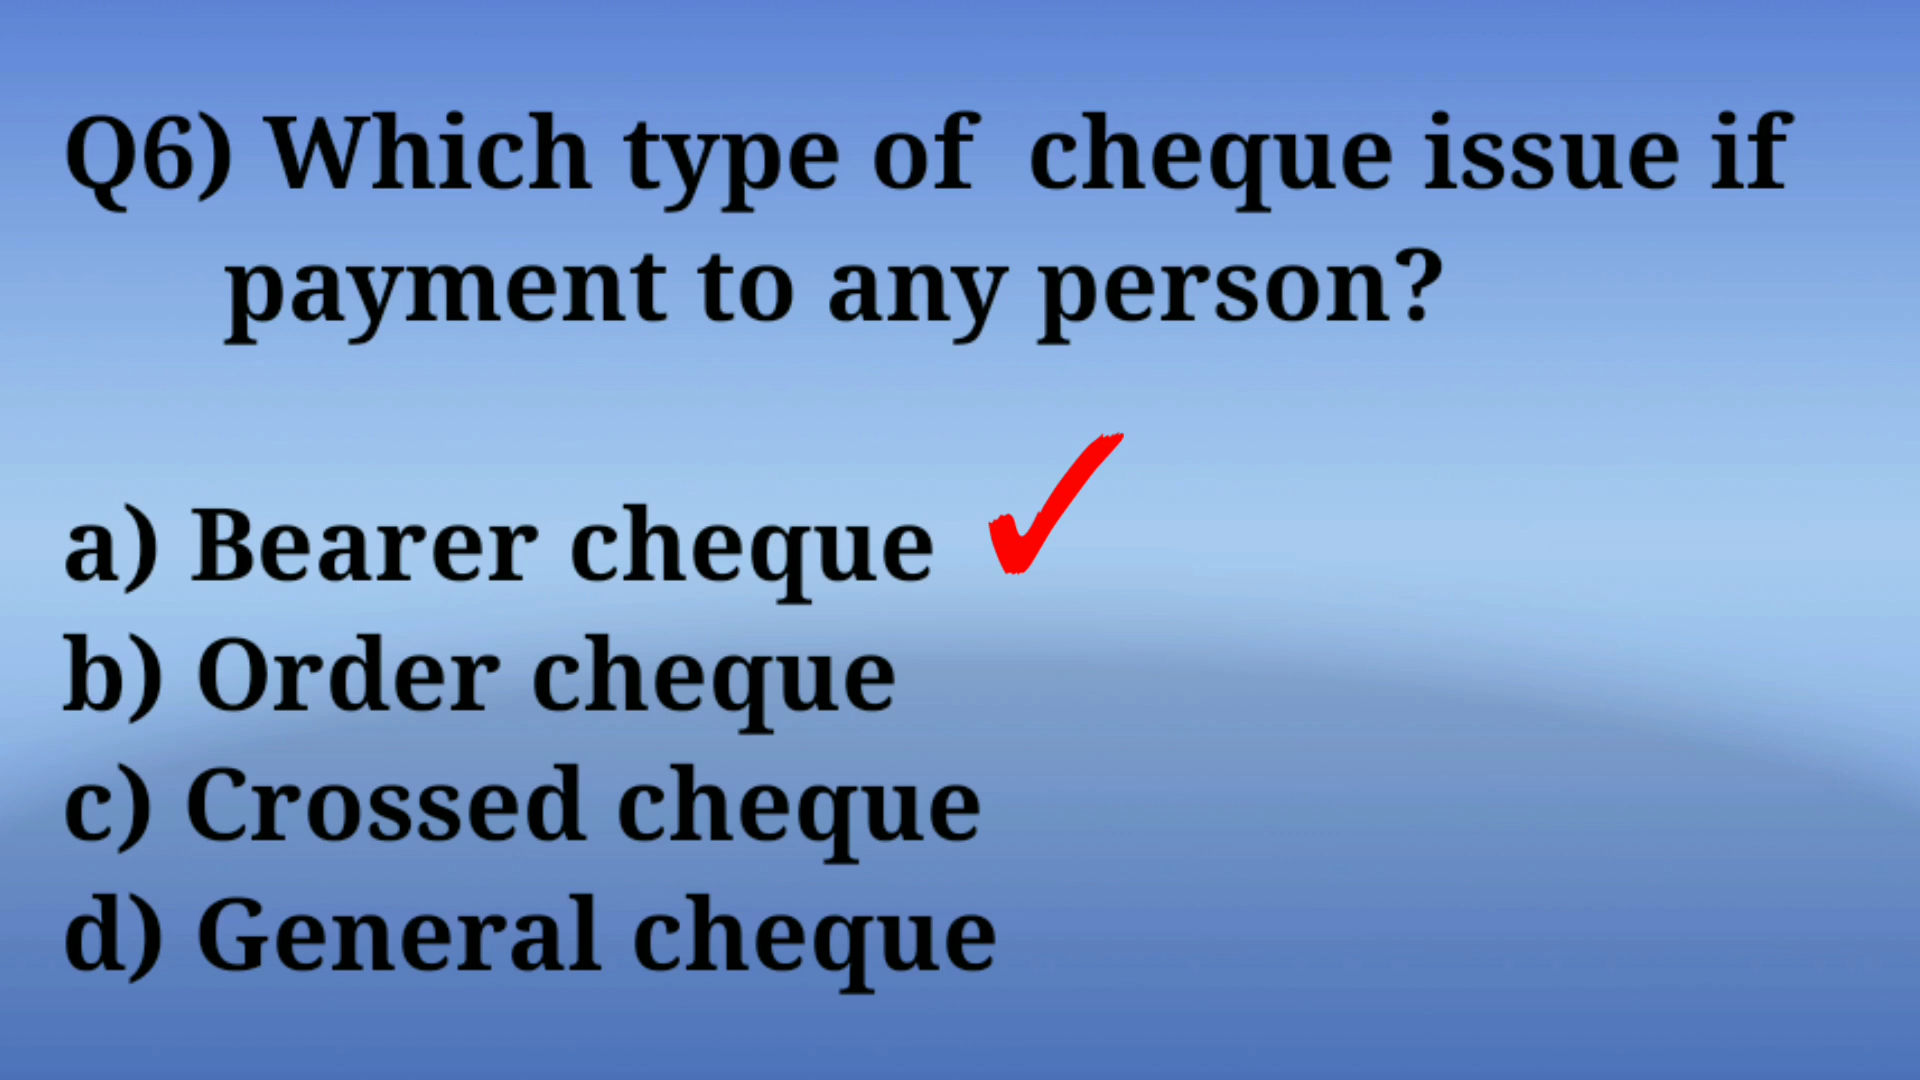 Q6) Which type of  cheque issue if
payment to any person?
a) Bearer cheque
b) Order cheque
c) Crossed cheque
d) General cheque